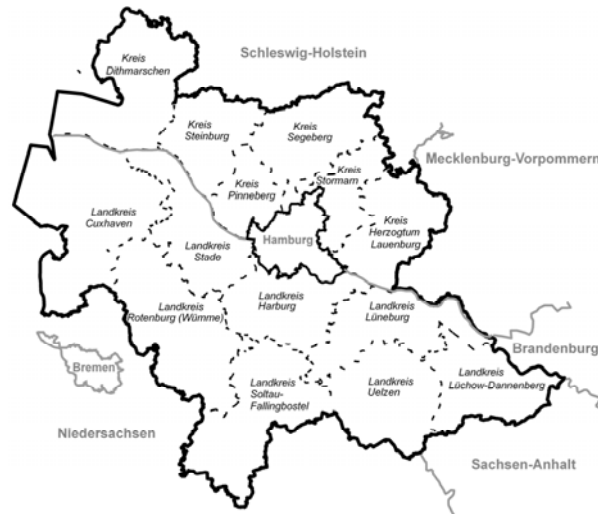 Schleswig-Holstein
Kreis
Dithmarschen
Kreis
Steinburg
Kreis
Segeberg
Mecklenburg-Vorpommern
Kreis
Stormarn
Kreis
Pinneberg
Landkreis
Cuxhaven
Kreis
Herzogtum
Lauenburg
Hamburg
Landkreis
Stade
Landkreis
Harburg
Landkreis
Rotenburg (Wümme)
Landkreis
Lüneburg
Brandenburg
Bremen
Landkreis
Lüchow-Dannenberg
Landkreis
Soltau-
Fallingbostel
Landkreis
Uelzen
Niedersachsen
Sachsen-Anhalt